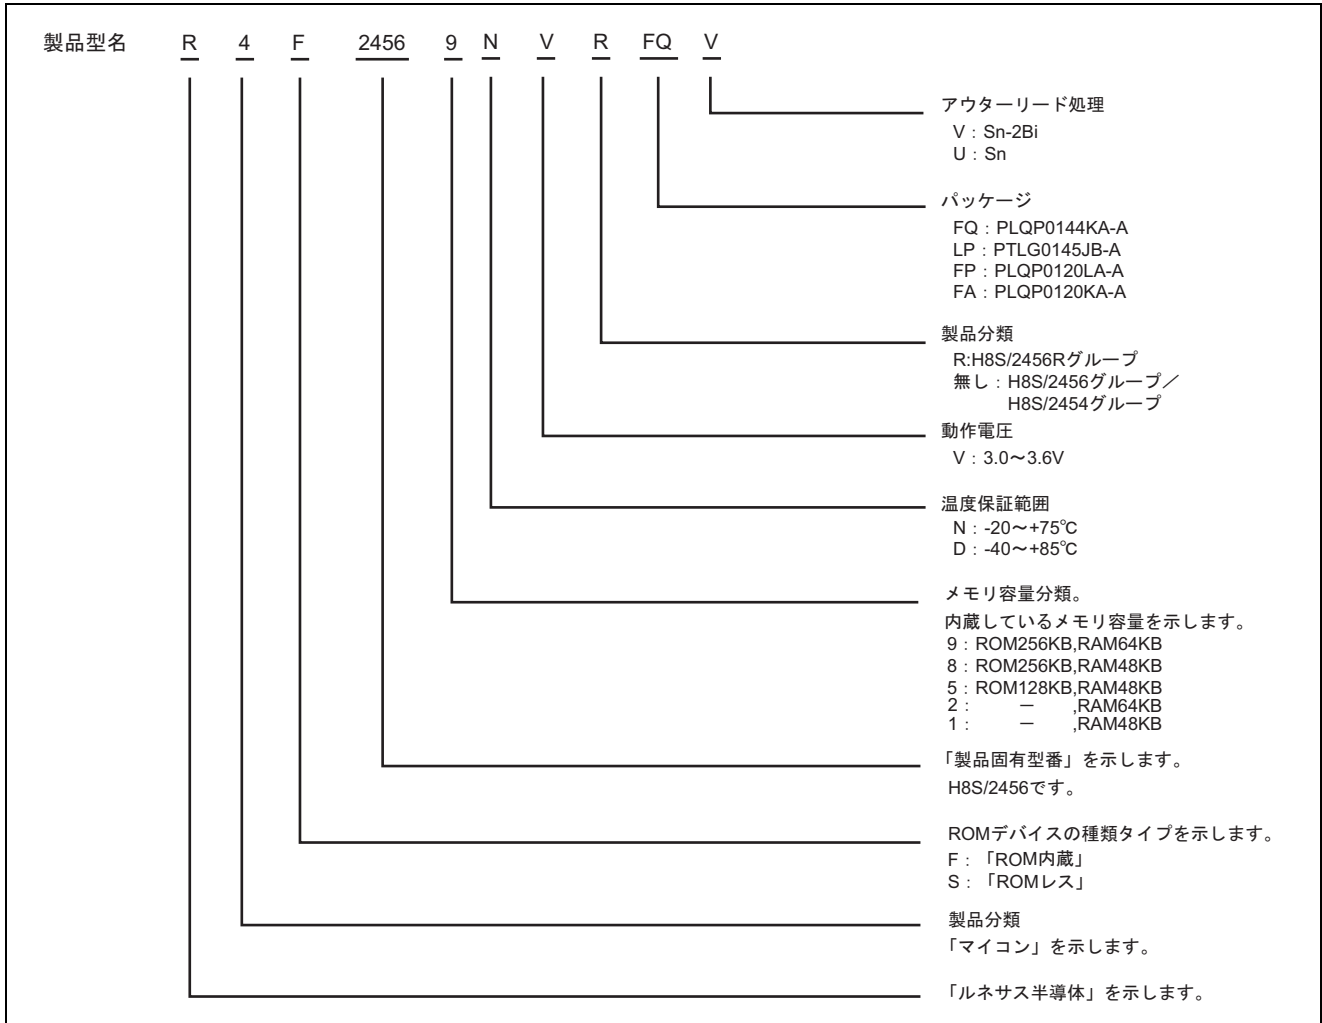 製品型名 R 4 F 2456 9 N V R FQ V
アウターリード処理
V：Sn-2Bi
U：Sn
パッケージ
FQ：PLQP0144KA-A
LP：PTLG0145JB-A
FP：PLQP0120LA-A
FA：PLQP0120KA-A
製品分類
R:H8S/2456Rグループ
無し：H8S/2456グループ／
H8S/2454グループ
動作電圧
V：3.0～3.6V
温度保証範囲
N：-20～+75℃
D：-40～+85℃
メモリ容量分類。
内蔵しているメモリ容量を示します。
9：ROM256KB,RAM64KB
8：ROM256KB,RAM48KB
5：ROM128KB,RAM48KB
2：　－　,RAM64KB
1：　－　,RAM48KB
「製品固有型番」を示します。
H8S/2456です。
ROMデバイスの種類タイプを示します。
F：「ROM内蔵」
S：「ROMレス」
製品分類
「マイコン」を示します。
「ルネサス半導体」を示します。